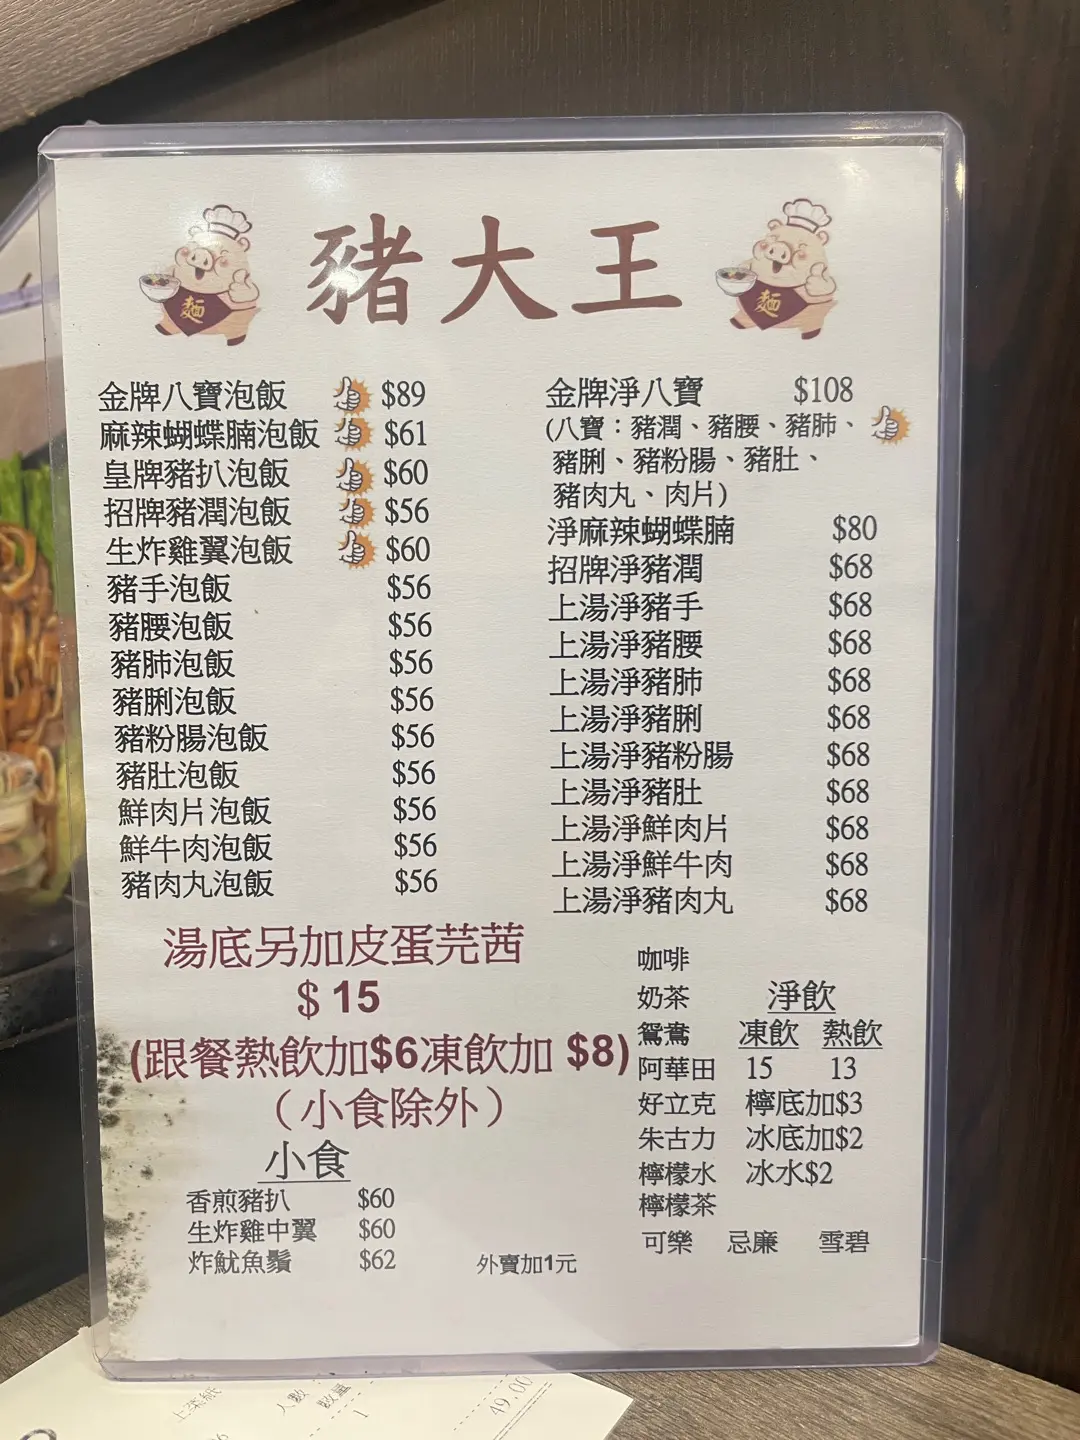 豬大王
麵
麵
金牌八寶泡飯 $89
麻辣蝴蝶腩泡飯 $61
皇牌豬扒泡飯 $60
招牌豬潤泡飯 $56
生炸雞翼泡飯 $60
豬手泡飯 $56
豬腰泡飯 $56
豬肺泡飯 $56
豬脷泡飯 $56
豬粉腸泡飯 $56
豬肚泡飯 $56
鮮肉片泡飯 $56
鮮牛肉泡飯 $56
豬肉丸泡飯 $56
金牌淨八寶 $108
(八寶：豬潤、豬腰、豬肺、
豬脷、豬粉腸、豬肚、
豬肉丸、肉片)
淨麻辣蝴蝶腩 $80
招牌淨豬潤 $68
上湯淨豬手 $68
上湯淨豬腰 $68
上湯淨豬肺 $68
上湯淨豬脷 $68
上湯淨豬粉腸 $68
上湯淨豬肚 $68
上湯淨鮮肉片 $68
上湯淨鮮牛肉 $68
上湯淨豬肉丸 $68
湯底另加皮蛋芫茜
$ 15
(跟餐熱飲加$6凍飲加 $8)
（小食除外）
小食
香煎豬扒 $60
生炸雞中翼 $60
炸魷魚鬚 $62
外賣加1元
咖啡
奶茶 淨飲
鴛鴦 凍飲 熱飲
阿華田 15 13
好立克 檸底加$3
朱古力 冰底加$2
檸檬水 冰水$2
檸檬茶
可樂 忌廉 雪碧
上菜紙
人數
數量
1
49.00